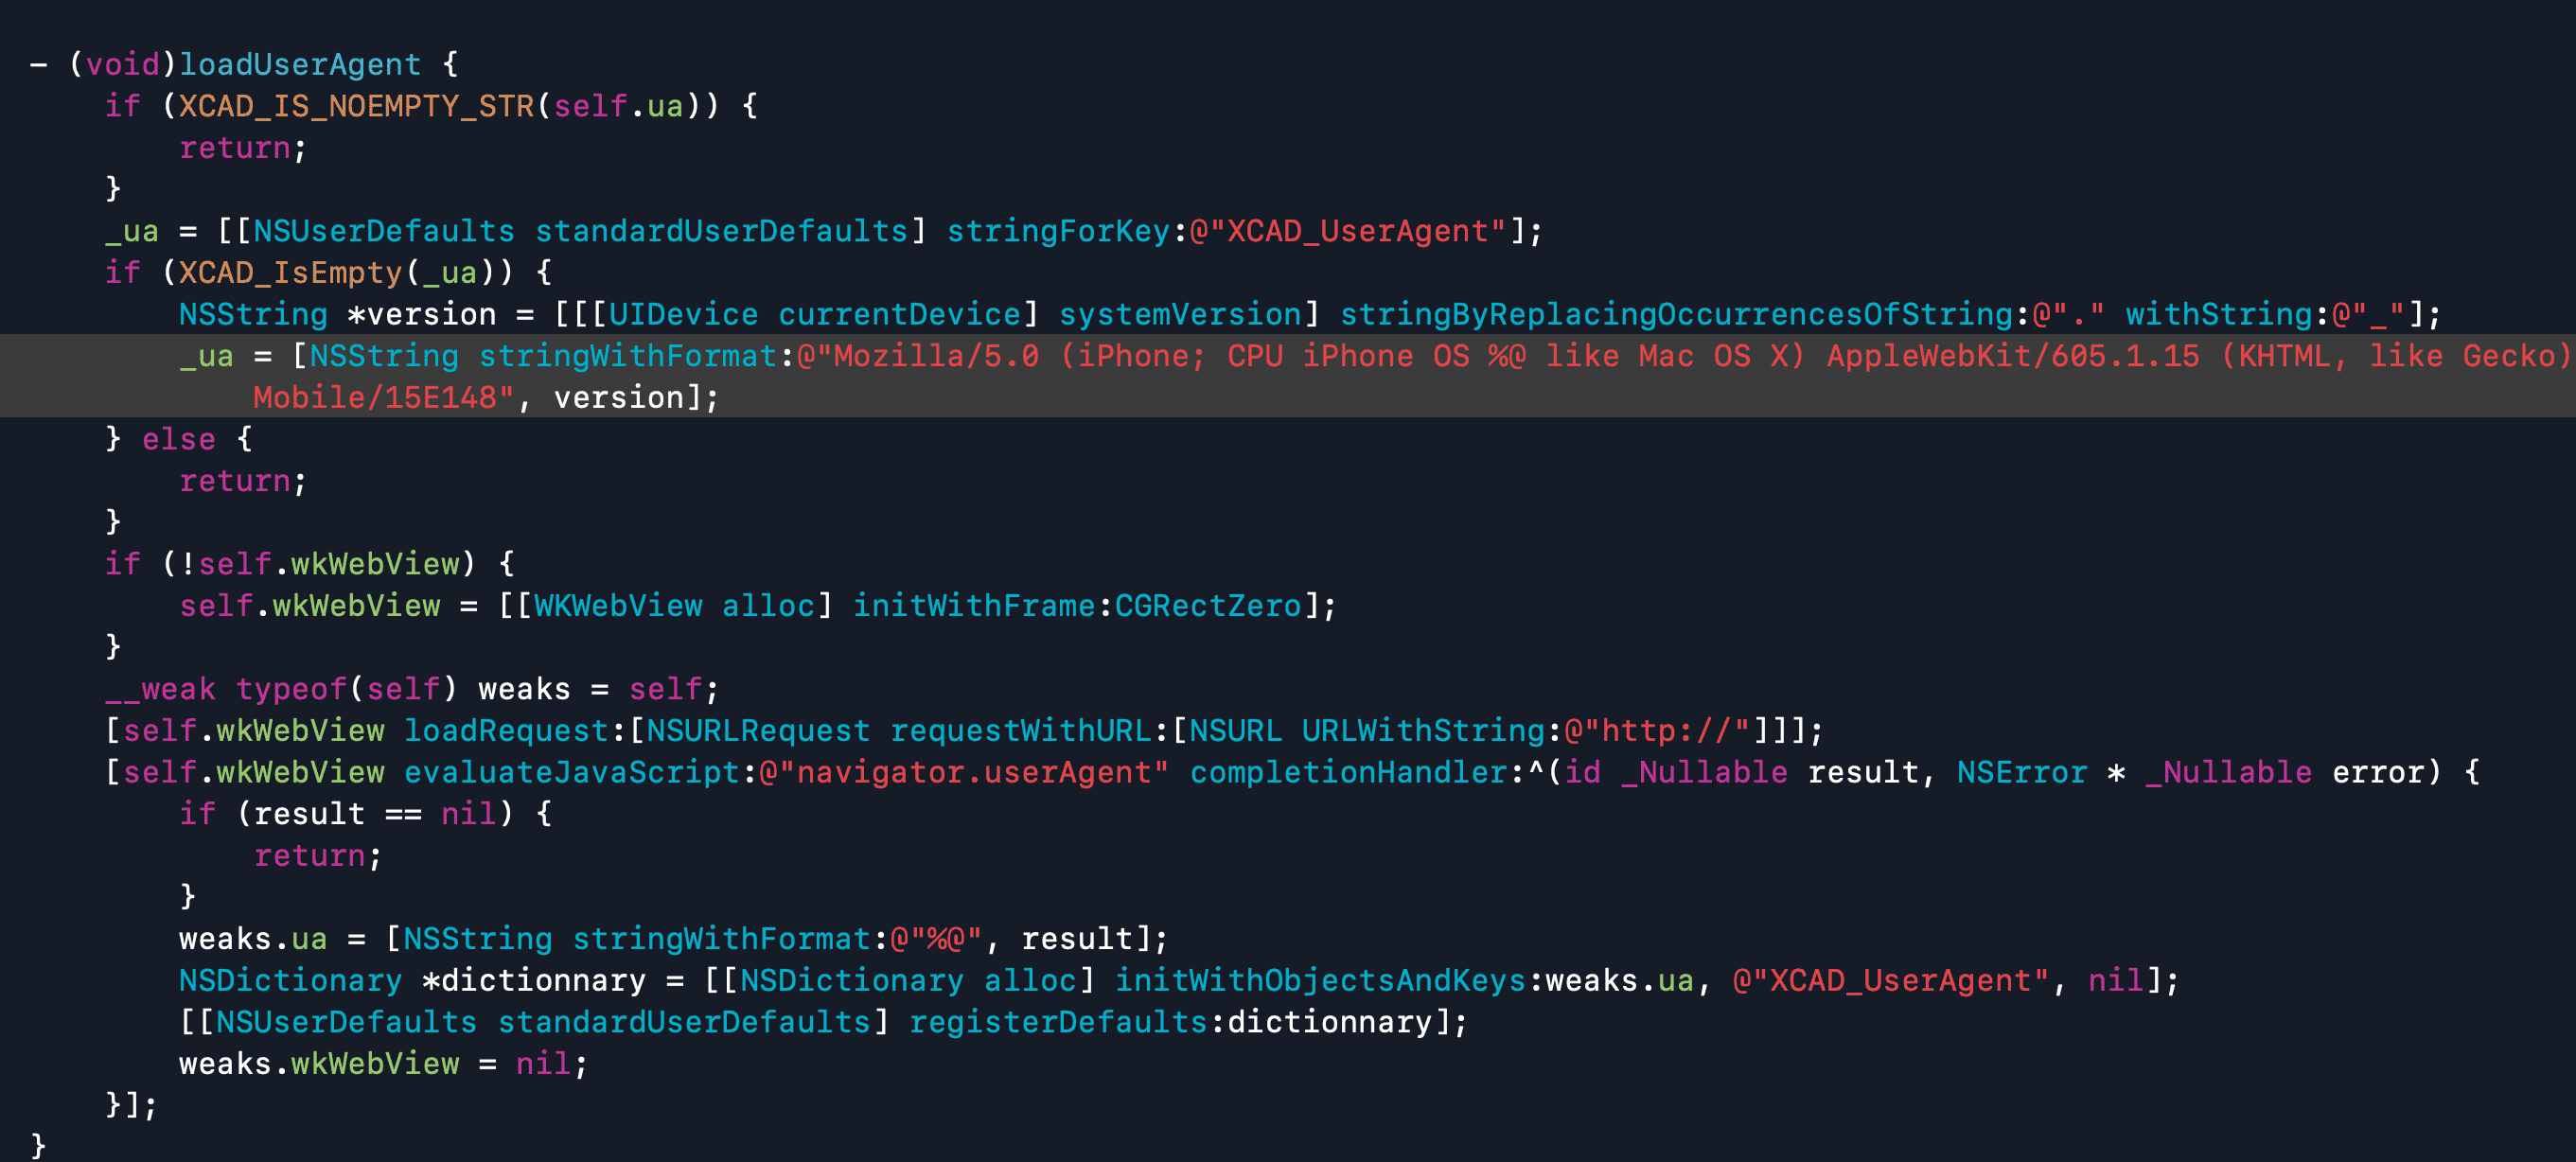 - (void)loadUserAgent {
    if (XCAD_IS_NOEMPTY_STR(self.ua)) {
        return;
    }
    _ua = [[NSUserDefaults standardUserDefaults] stringForKey:@"XCAD_UserAgent"];
    if (XCAD_IsEmpty(_ua)) {
        NSString *version = [[[UIDevice currentDevice] systemVersion] stringByReplacingOccurrencesOfString:@"." withString:@"_"];
        _ua = [NSString stringWithFormat:@"Mozilla/5.0 (iPhone; CPU iPhone OS %@ like Mac OS X) AppleWebKit/605.1.15 (KHTML, like Gecko)
            Mobile/15E148", version];
    } else {
        return;
    }
    if (!self.wkWebView) {
        self.wkWebView = [[WKWebView alloc] initWithFrame:CGRectZero];
    }
    __weak typeof(self) weaks = self;
    [self.wkWebView loadRequest:[NSURLRequest requestWithURL:[NSURL URLWithString:@"http://"]]];
    [self.wkWebView evaluateJavaScript:@"navigator.userAgent" completionHandler:^(id _Nullable result, NSError * _Nullable error) {
        if (result == nil) {
            return;
        }
        weaks.ua = [NSString stringWithFormat:@"%@", result];
        NSDictionary *dictionnary = [[NSDictionary alloc] initWithObjectsAndKeys:weaks.ua, @"XCAD_UserAgent", nil];
        [[NSUserDefaults standardUserDefaults] registerDefaults:dictionnary];
        weaks.wkWebView = nil;
    }];
}